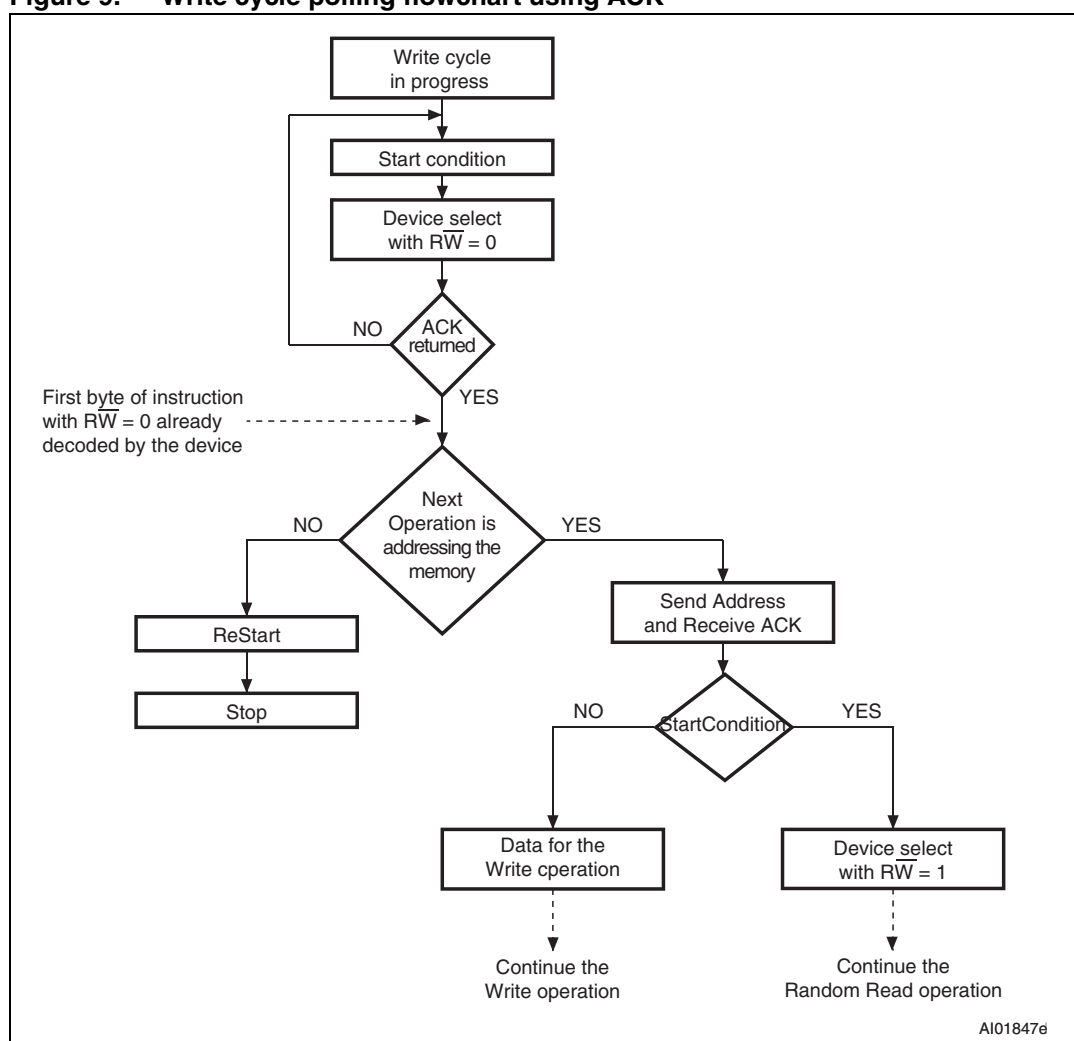 Figure 9. Write cycle polling flowchart using ACK
Write cycle
in progress
Start condition
Device select
with RW̅ = 0
NO
ACK
returned
YES
First byte of instruction
with RW̅ = 0 already
decoded by the device
Next
Operation is
addressing the
memory
NO
YES
ReStart
Stop
Send Address
and Receive ACK
StartCondition
NO
YES
Data for the
Write cperation
Device select
with RW̅ = 1
Continue the
Write operation
Continue the
Random Read operation
AI01847e